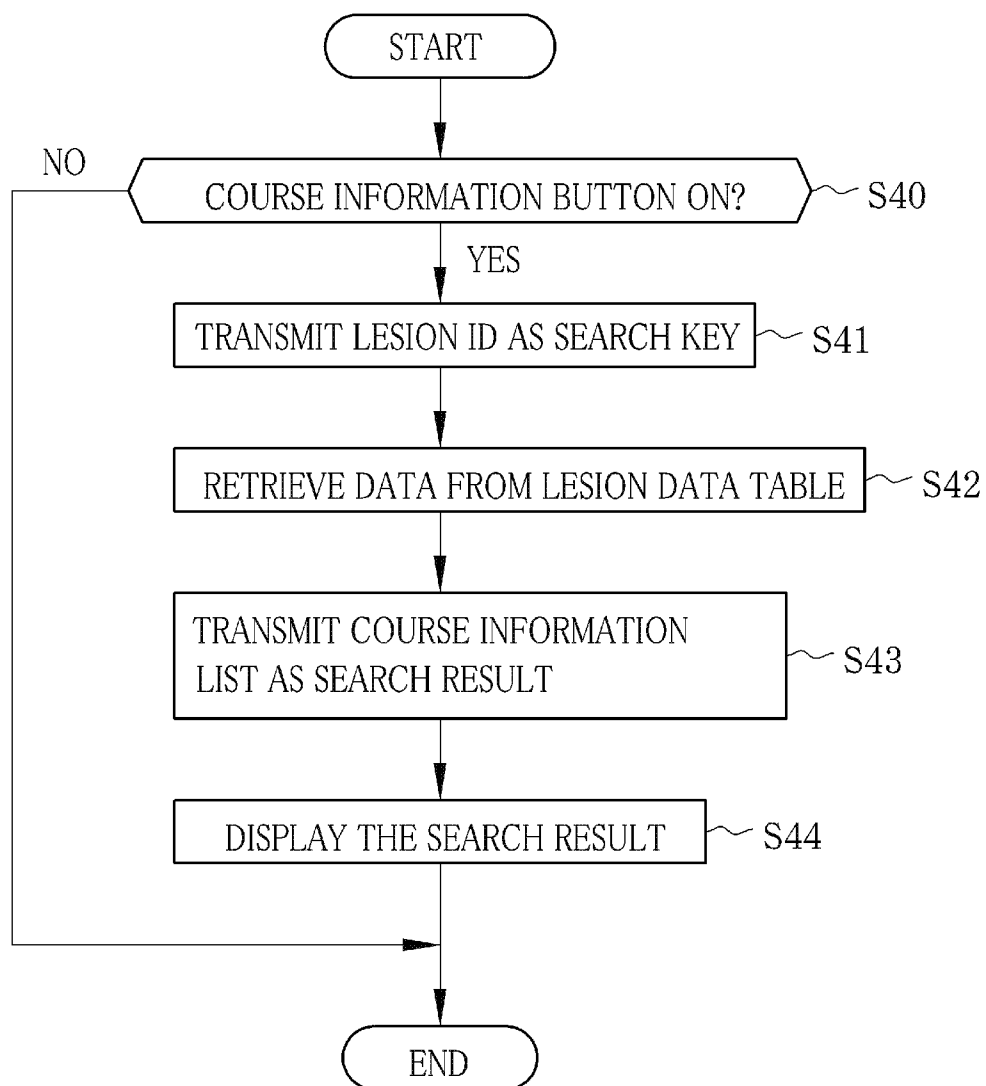 START
NO
COURSE INFORMATION BUTTON ON?
S40
YES
TRANSMIT LESION ID AS SEARCH KEY
S41
RETRIEVE DATA FROM LESION DATA TABLE
S42
TRANSMIT COURSE INFORMATION
LIST AS SEARCH RESULT
S43
DISPLAY THE SEARCH RESULT
S44
END